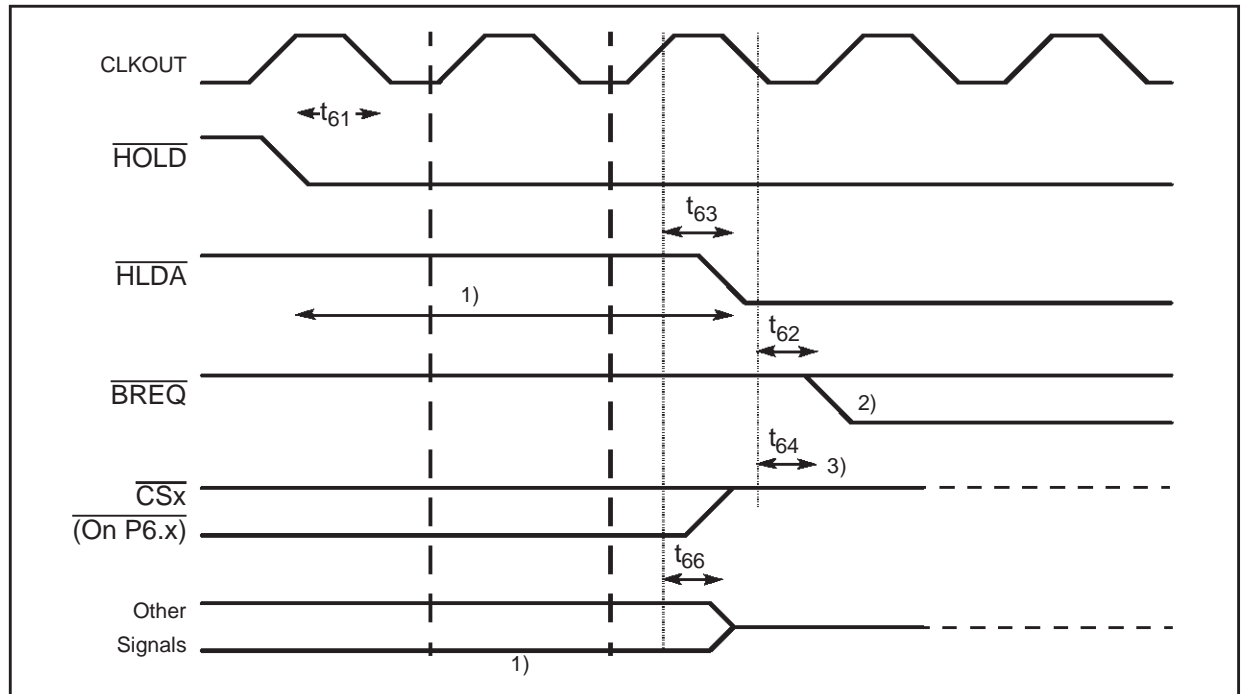 CLKOUT
t61
HOLD
t63
HLDA
1)
t62
BREQ
2)
t64
3)
CSx
(On P6.x)
t66
Other
Signals
1)